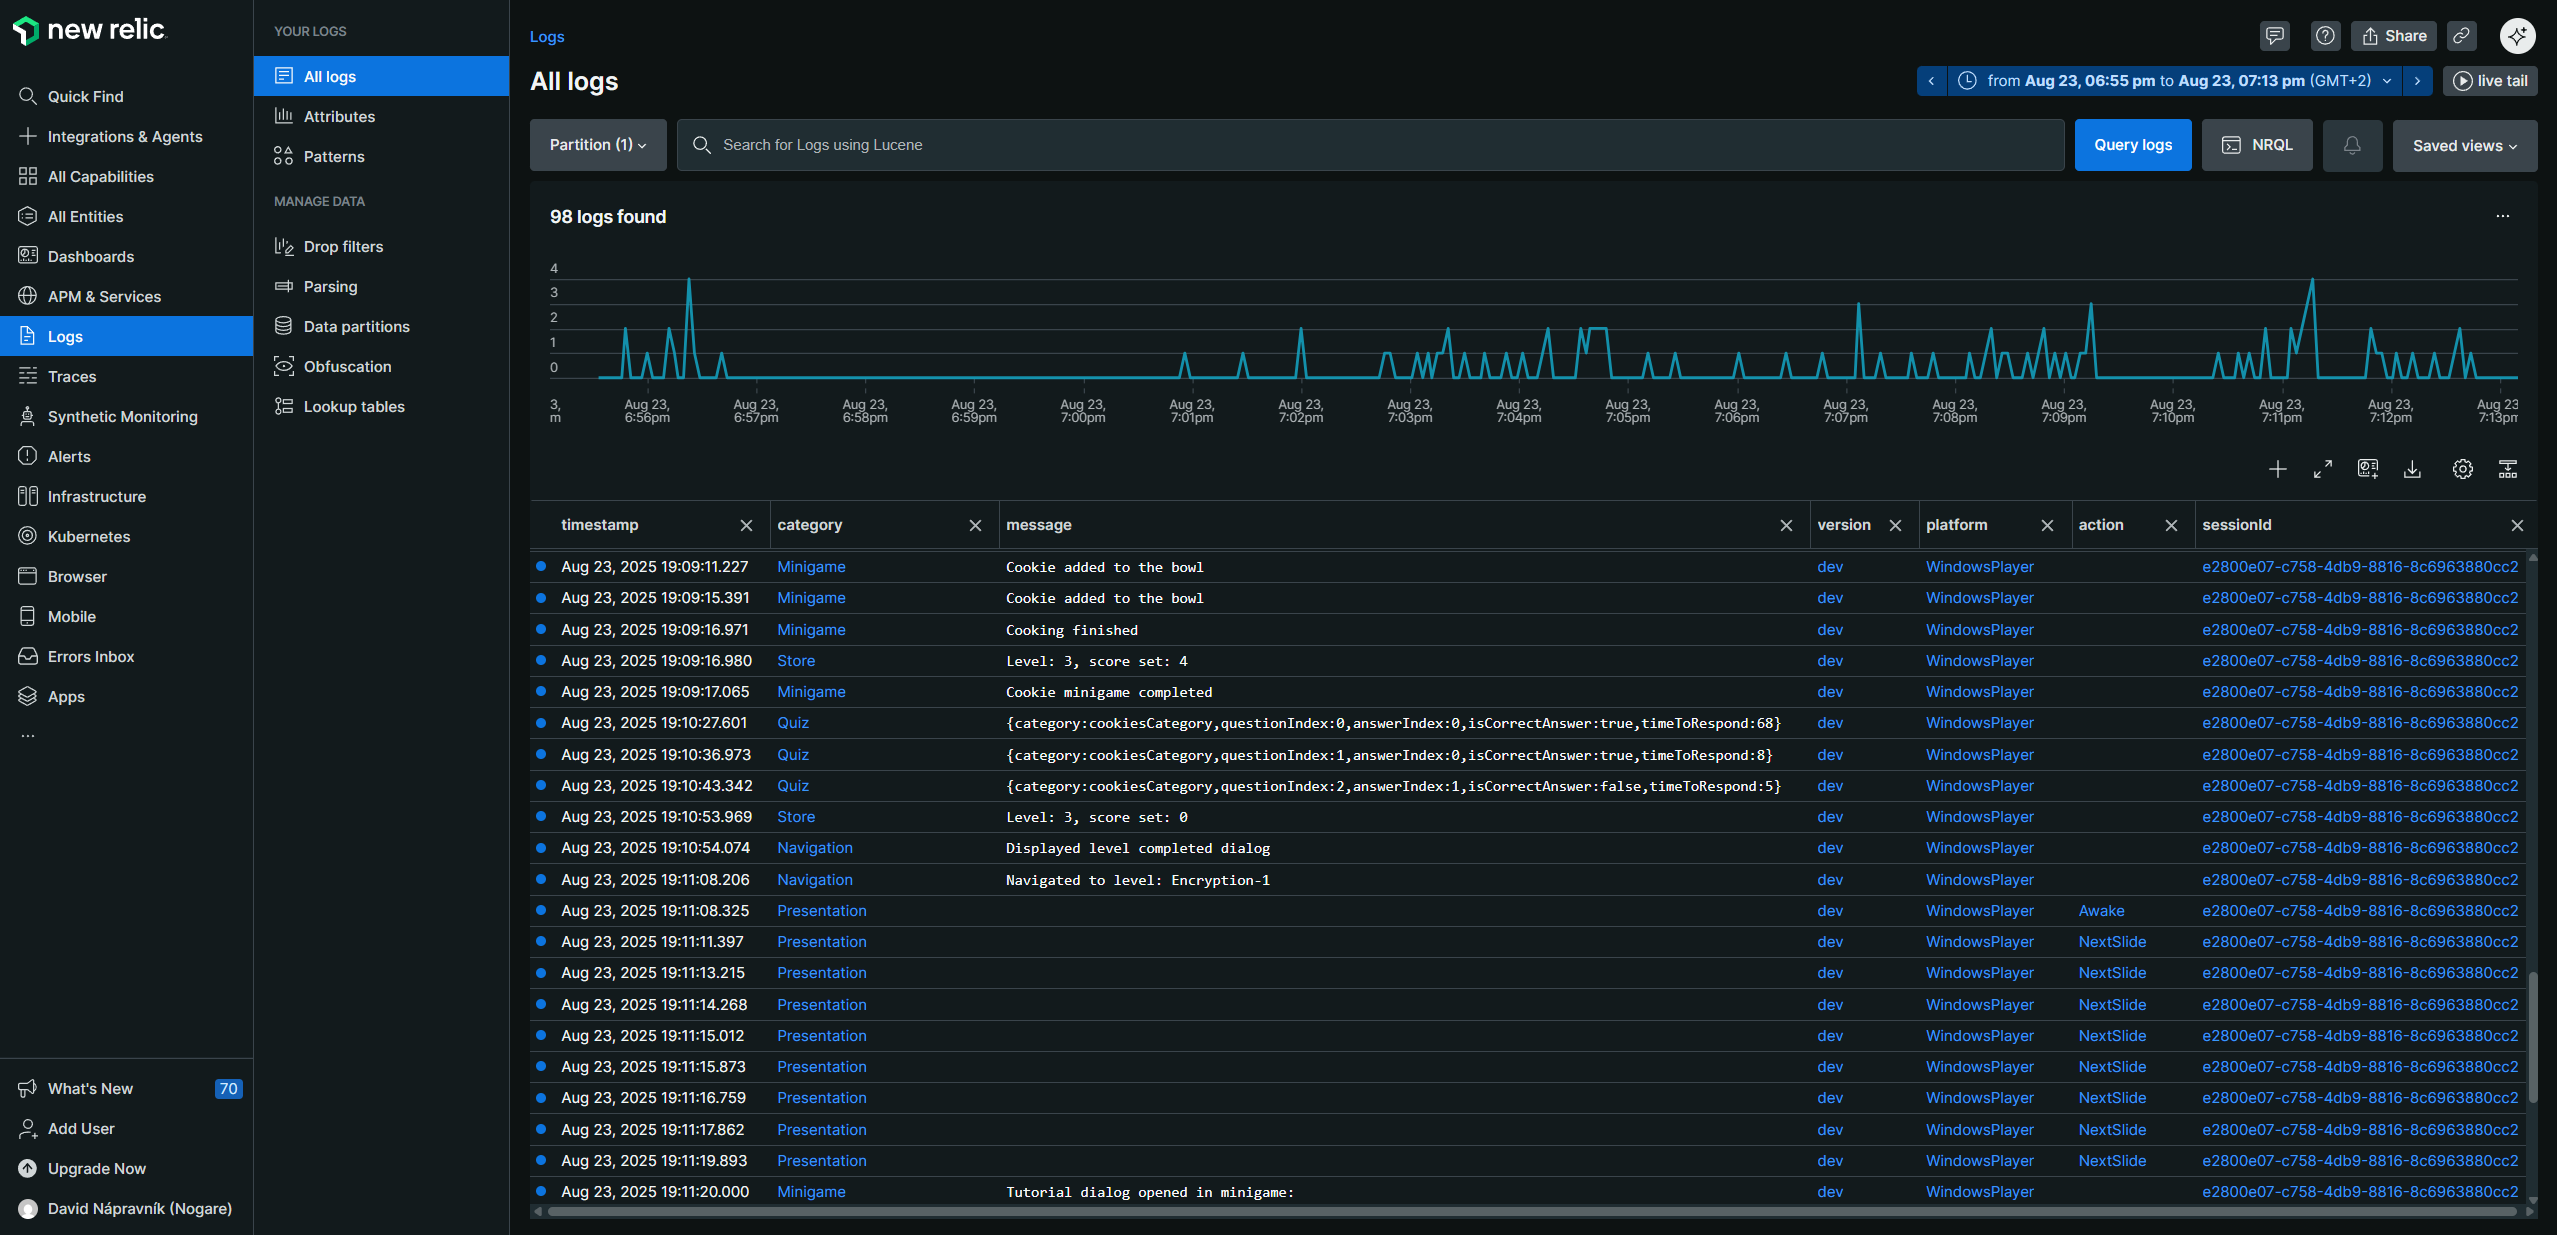 new relic
Quick Find
Integrations & Agents
All Capabilities
All Entities
Dashboards
APM & Services
Logs
Traces
Synthetic Monitoring
Alerts
Infrastructure
Kubernetes
Browser
Mobile
Errors Inbox
Apps
...
What's New 70
Add User
Upgrade Now
David Nápravník (Nogare)
YOUR LOGS
All logs
Attributes
Patterns
MANAGE DATA
Drop filters
Parsing
Data partitions
Obfuscation
Lookup tables
Logs
Share
All logs
from Aug 23, 06:55 pm to Aug 23, 07:13 pm (GMT+2)
live tail
Partition (1)
Search for Logs using Lucene
Query logs
NRQL
Saved views
98 logs found
...
4
3
2
1
0
3, Aug 23, Aug 23, Aug 23, Aug 23, Aug 23, Aug 23, Aug 23, Aug 23, Aug 23, Aug 23, Aug 23, Aug 23, Aug 23, Aug 23, Aug 23, Aug 23, Aug 23, Aug 23
m 6:56pm 6:57pm 6:58pm 6:59pm 7:00pm 7:01pm 7:02pm 7:03pm 7:04pm 7:05pm 7:06pm 7:07pm 7:08pm 7:09pm 7:10pm 7:11pm 7:12pm 7:13pm
timestamp category message version platform action sessionId
Aug 23, 2025 19:09:11.227 Minigame Cookie added to the bowl dev WindowsPlayer e2800e07-c758-4db9-8816-8c6963880cc2
Aug 23, 2025 19:09:15.391 Minigame Cookie added to the bowl dev WindowsPlayer e2800e07-c758-4db9-8816-8c6963880cc2
Aug 23, 2025 19:09:16.971 Minigame Cooking finished dev WindowsPlayer e2800e07-c758-4db9-8816-8c6963880cc2
Aug 23, 2025 19:09:16.980 Store Level: 3, score set: 4 dev WindowsPlayer e2800e07-c758-4db9-8816-8c6963880cc2
Aug 23, 2025 19:09:17.065 Minigame Cookie minigame completed dev WindowsPlayer e2800e07-c758-4db9-8816-8c6963880cc2
Aug 23, 2025 19:10:27.601 Quiz {category:cookiesCategory,questionIndex:0,answerIndex:0,isCorrectAnswer:true,timeToRespond:68} dev WindowsPlayer e2800e07-c758-4db9-8816-8c6963880cc2
Aug 23, 2025 19:10:36.973 Quiz {category:cookiesCategory,questionIndex:1,answerIndex:0,isCorrectAnswer:true,timeToRespond:8} dev WindowsPlayer e2800e07-c758-4db9-8816-8c6963880cc2
Aug 23, 2025 19:10:43.342 Quiz {category:cookiesCategory,questionIndex:2,answerIndex:1,isCorrectAnswer:false,timeToRespond:5} dev WindowsPlayer e2800e07-c758-4db9-8816-8c6963880cc2
Aug 23, 2025 19:10:53.969 Store Level: 3, score set: 0 dev WindowsPlayer e2800e07-c758-4db9-8816-8c6963880cc2
Aug 23, 2025 19:10:54.074 Navigation Displayed level completed dialog dev WindowsPlayer e2800e07-c758-4db9-8816-8c6963880cc2
Aug 23, 2025 19:11:08.206 Navigation Navigated to level: Encryption-1 dev WindowsPlayer e2800e07-c758-4db9-8816-8c6963880cc2
Aug 23, 2025 19:11:08.325 Presentation dev WindowsPlayer Awake e2800e07-c758-4db9-8816-8c6963880cc2
Aug 23, 2025 19:11:11.397 Presentation dev WindowsPlayer NextSlide e2800e07-c758-4db9-8816-8c6963880cc2
Aug 23, 2025 19:11:13.215 Presentation dev WindowsPlayer NextSlide e2800e07-c758-4db9-8816-8c6963880cc2
Aug 23, 2025 19:11:14.268 Presentation dev WindowsPlayer NextSlide e2800e07-c758-4db9-8816-8c6963880cc2
Aug 23, 2025 19:11:15.012 Presentation dev WindowsPlayer NextSlide e2800e07-c758-4db9-8816-8c6963880cc2
Aug 23, 2025 19:11:15.873 Presentation dev WindowsPlayer NextSlide e2800e07-c758-4db9-8816-8c6963880cc2
Aug 23, 2025 19:11:16.759 Presentation dev WindowsPlayer NextSlide e2800e07-c758-4db9-8816-8c6963880cc2
Aug 23, 2025 19:11:17.862 Presentation dev WindowsPlayer NextSlide e2800e07-c758-4db9-8816-8c6963880cc2
Aug 23, 2025 19:11:19.893 Presentation dev WindowsPlayer NextSlide e2800e07-c758-4db9-8816-8c6963880cc2
Aug 23, 2025 19:11:20.000 Minigame Tutorial dialog opened in minigame: dev WindowsPlayer e2800e07-c758-4db9-8816-8c6963880cc2